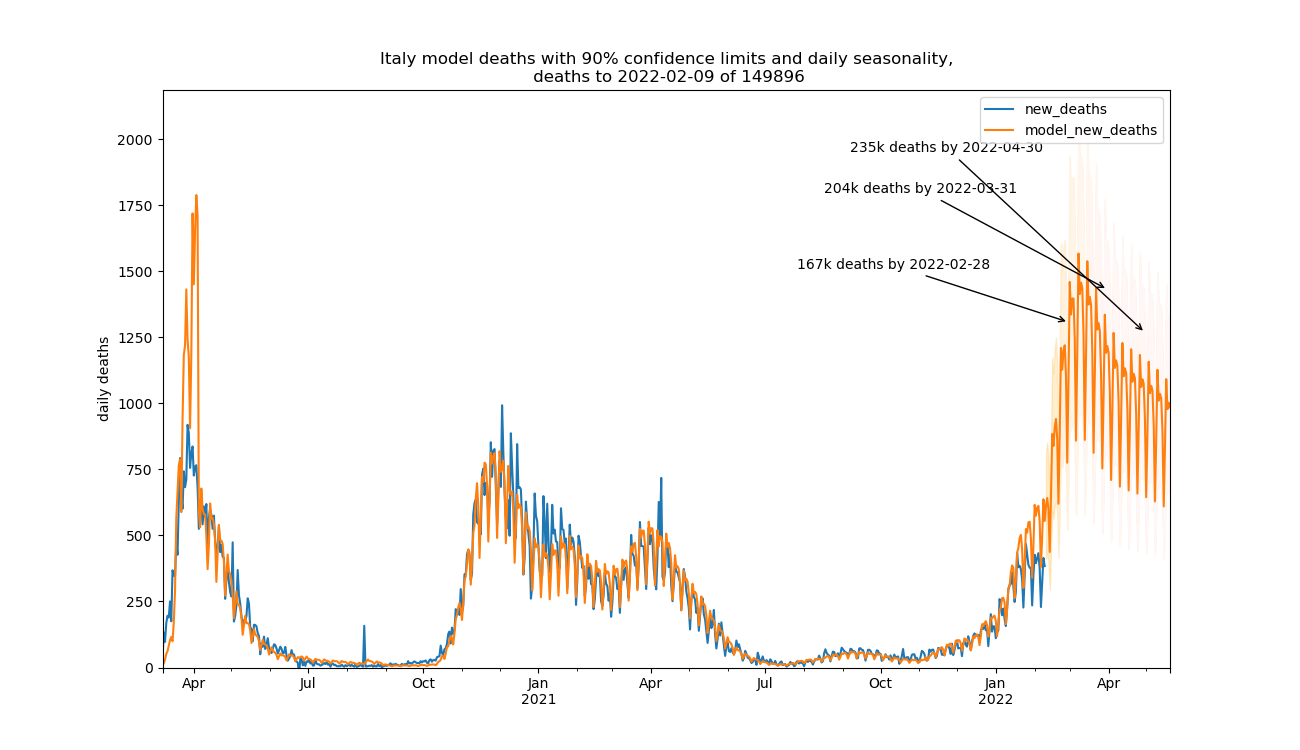 Italy model deaths with 90% confidence limits and daily seasonality,
deaths to 2022-02-09 of 149896
new_deaths
model_new_deaths
235k deaths by 2022-04-30
204k deaths by 2022-03-31
167k deaths by 2022-02-28
daily deaths
2000
1750
1500
1250
1000
750
500
250
0
Apr Jul Oct Jan Apr Jul Oct Jan Apr
2021 2022